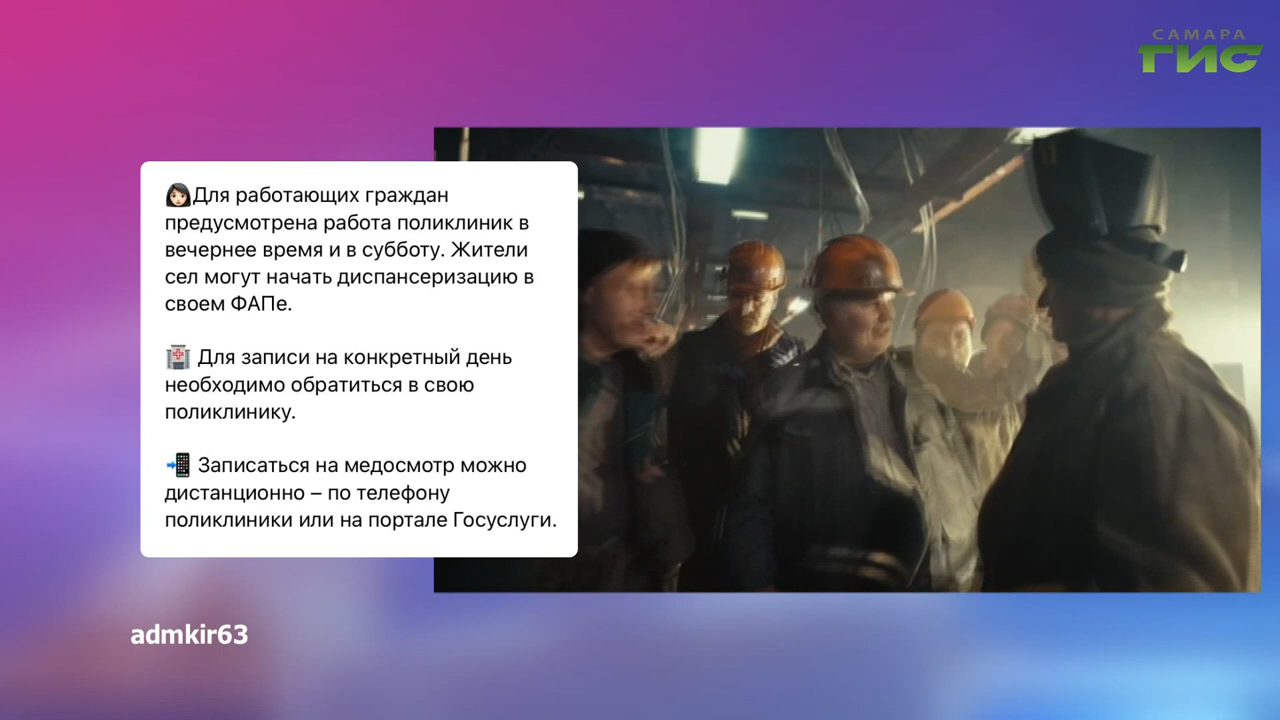 САМАРА
ГИС
👩🏻Для работающих граждан
предусмотрена работа поликлиник в
вечернее время и в субботу. Жители
сел могут начать диспансеризацию в
своем ФАПе.
🏥 Для записи на конкретный день
необходимо обратиться в свою
поликлинику.
📲 Записаться на медосмотр можно
дистанционно – по телефону
поликлиники или на портале Госуслуги.
admkir63